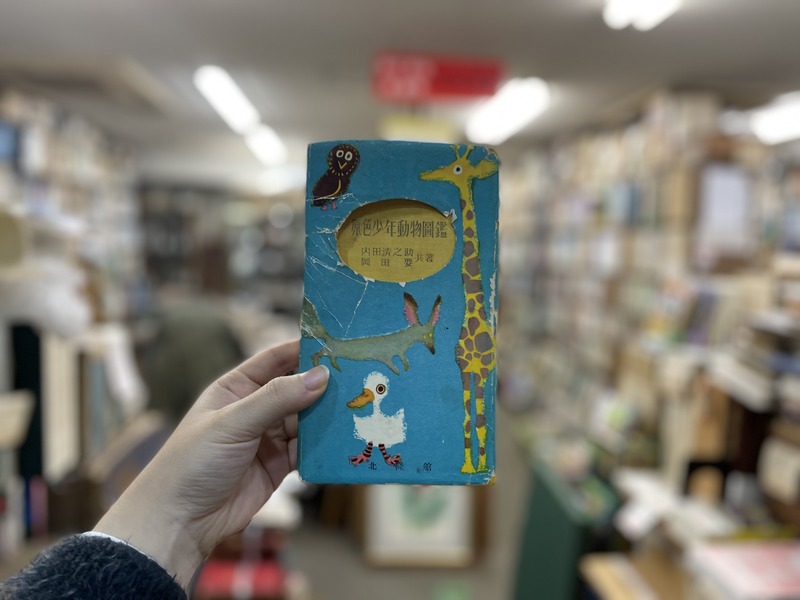 原色少年動物圖鑑
内田清之助
岡田要
共著
北隆館